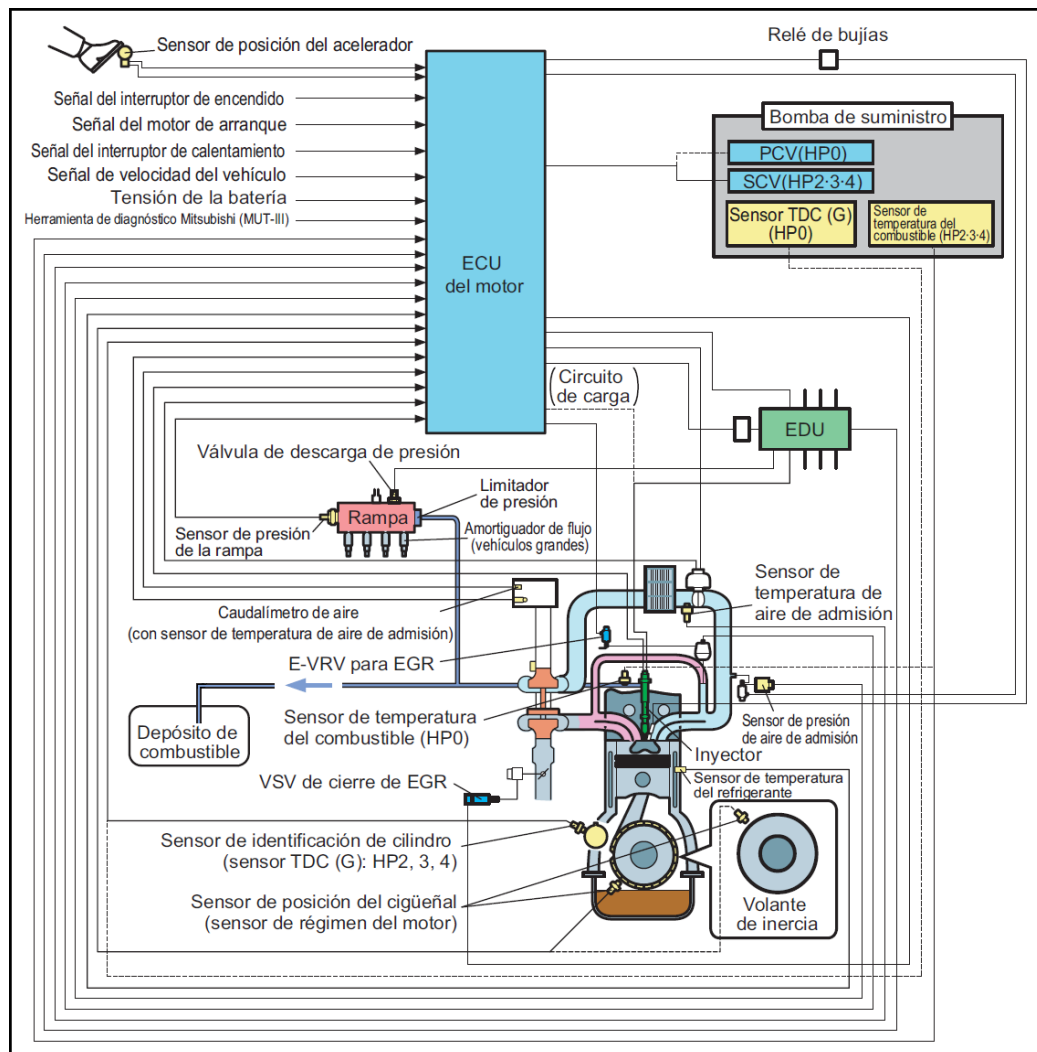 Sensor de posición del acelerador
Relé de bujías
Señal del interruptor de encendido
Señal del motor de arranque
Señal del interruptor de calentamiento
Señal de velocidad del vehículo
Tensión de la batería
Herramienta de diagnóstico Mitsubishi (MUT-III)
ECU
del motor
Bomba de suministro
PCV(HP0)
SCV(HP2·3·4)
Sensor TDC (G)
(HP0)
Sensor de
temperatura del
combustible (HP2·3·4)
(Circuito
de carga)
EDU
Válvula de descarga de presión
Limitador
de presión
Rampa
Sensor de presión
de la rampa
Amortiguador de flujo
(vehículos grandes)
Caudalímetro de aire
(con sensor de temperatura de aire de admisión)
Sensor de
temperatura de
aire de admisión
E-VRV para EGR
Depósito de
combustible
Sensor de temperatura
del combustible (HP0)
Sensor de presión
de aire de admisión
Inyector
VSV de cierre de EGR
Sensor de temperatura
del refrigerante
Sensor de identificación de cilindro
(sensor TDC (G): HP2, 3, 4)
Sensor de posición del cigüeñal
(sensor de régimen del motor)
Volante
de inercia